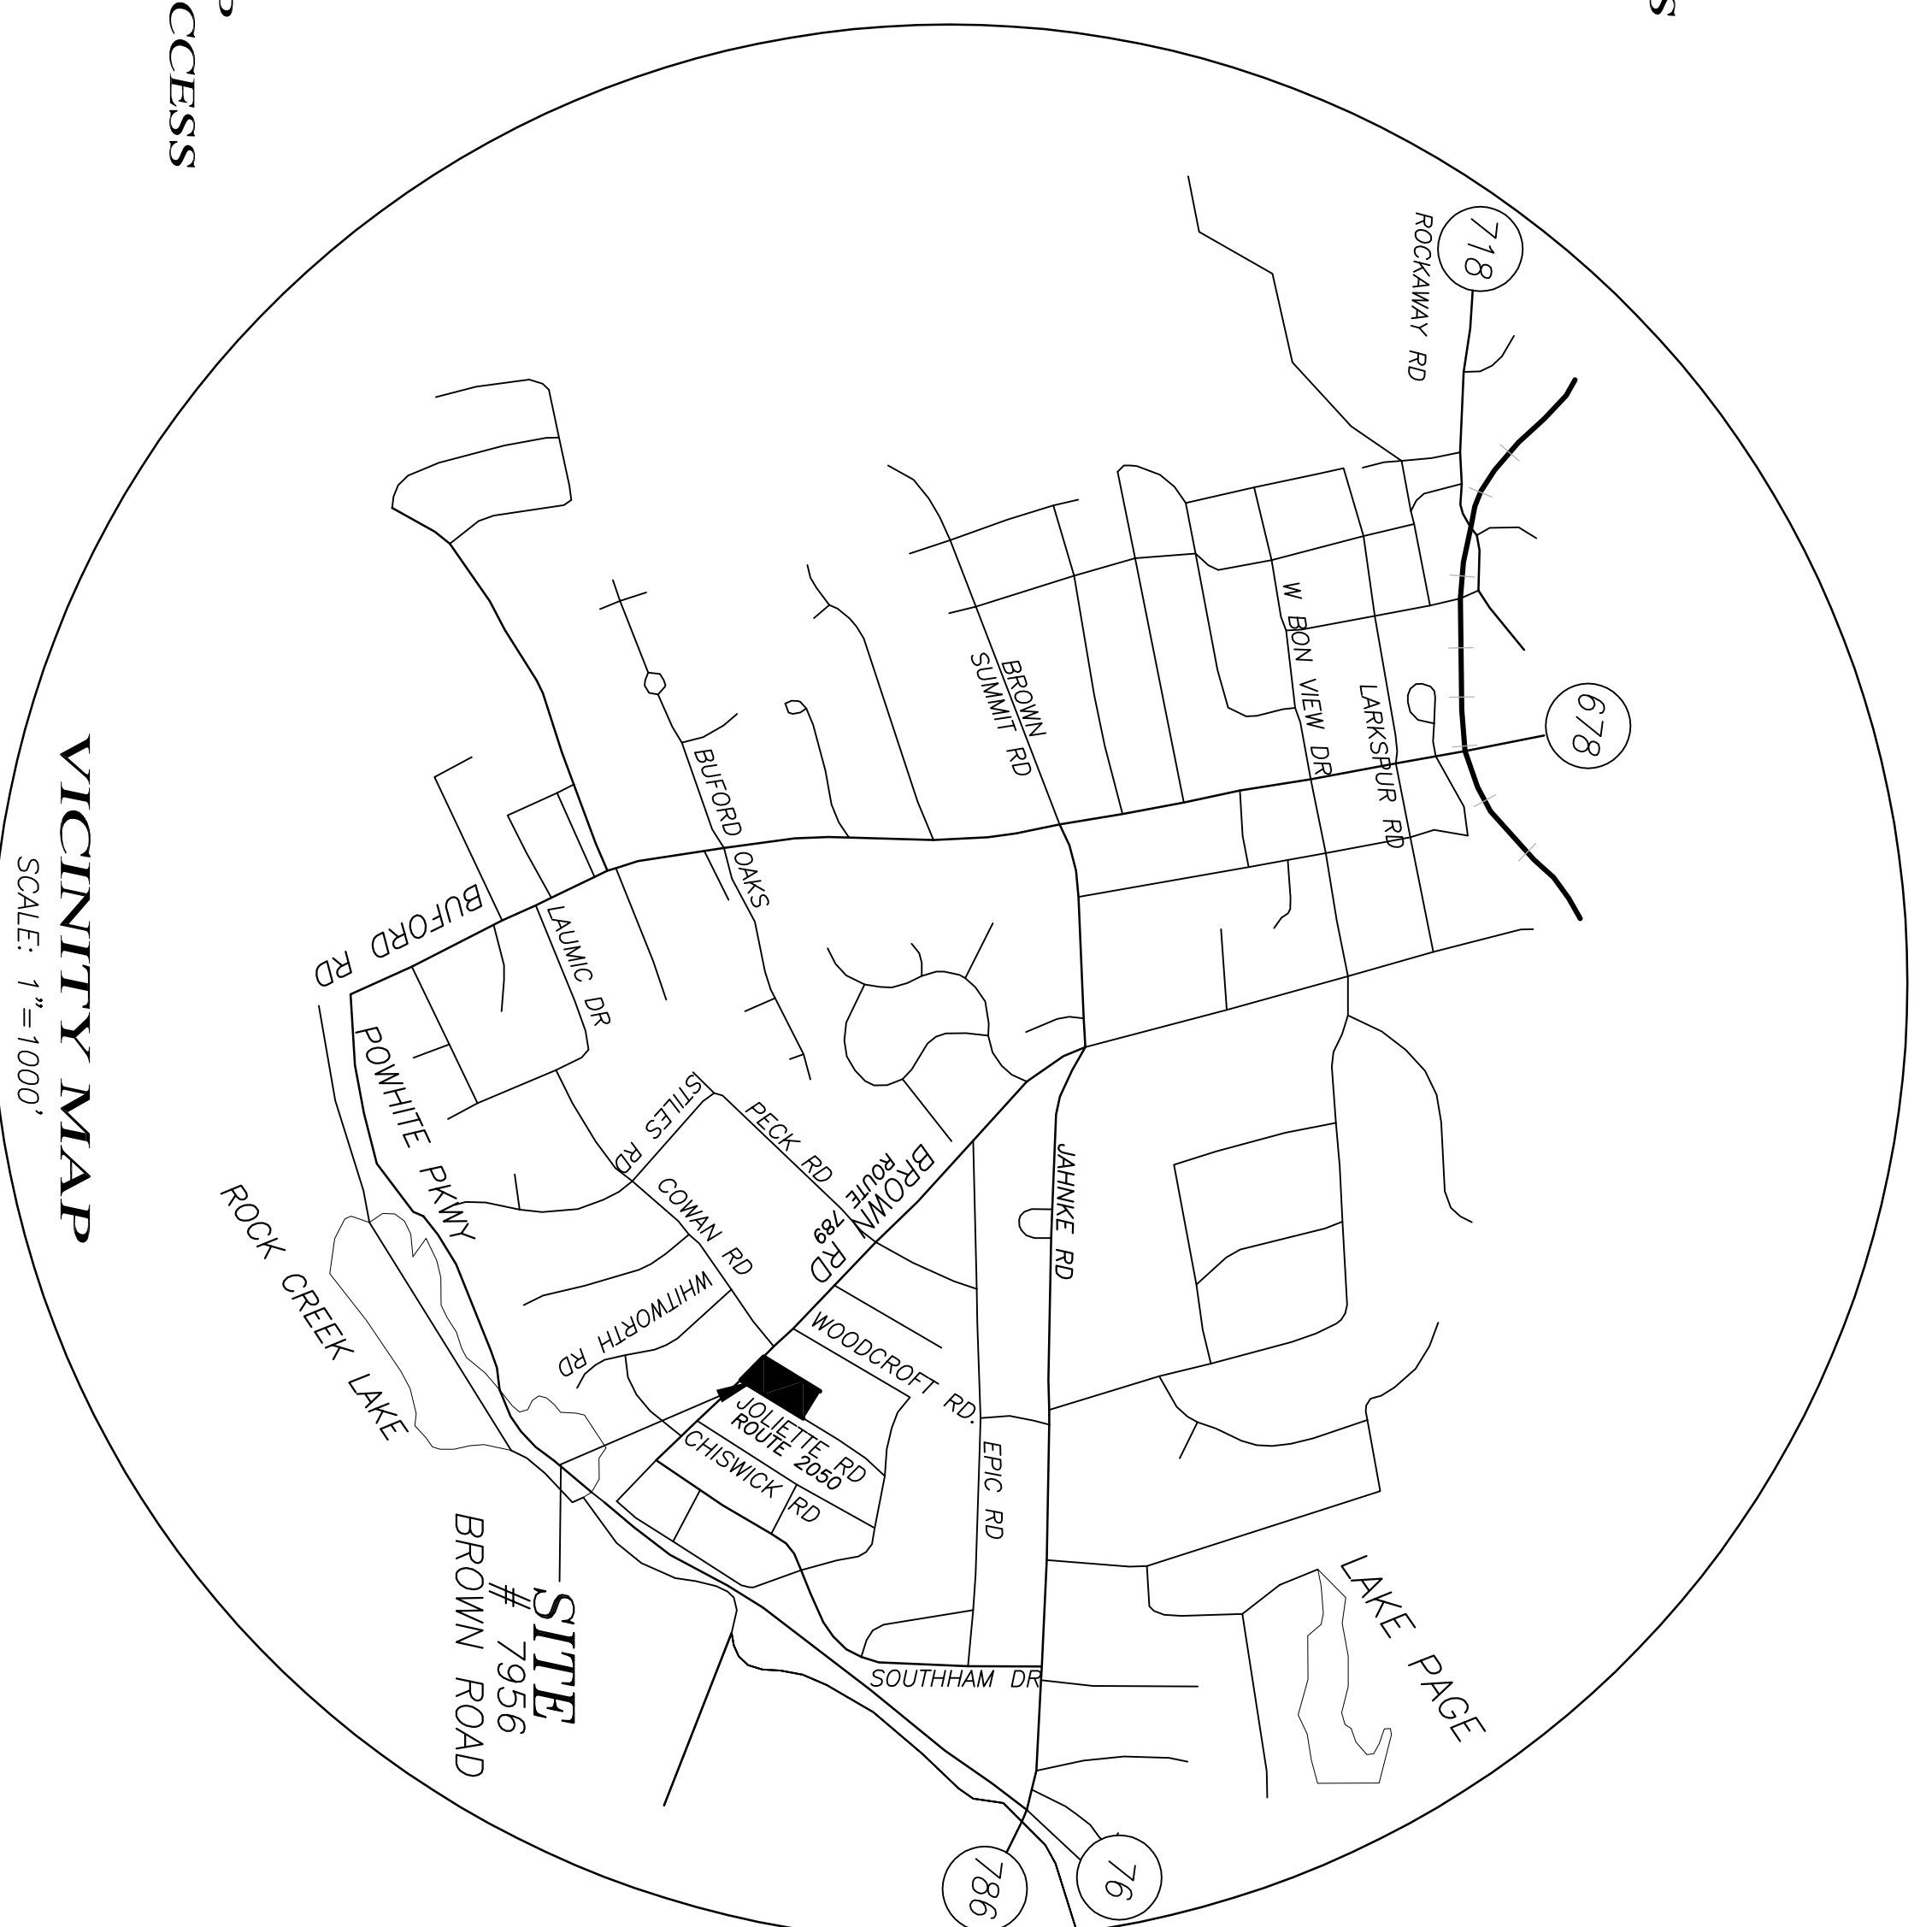 CCESS
718
ROCKAWAY RD
678
W BON VIEW DR
LARKSPUR RD
BROWN
SUMMIT RD
BUFORD OAKS
BUFORD RD
LAUMIC DR
POWHITE PKWY
STILES RD
PECK RD
BROWN RD
ROUTE 789
COWAN RD
WHITWORTH RD
JAHNKE RD
WOODCROFT RD.
JOLIETTE RD
ROUTE 2050
CHISWICK RD
EPIC RD
SOUTHHAM DR
ROCK CREEK LAKE
LAKE PAGE
SITE
# 7956
BROWN ROAD
786
76
VICINITY MAP
SCALE: 1"=1000'